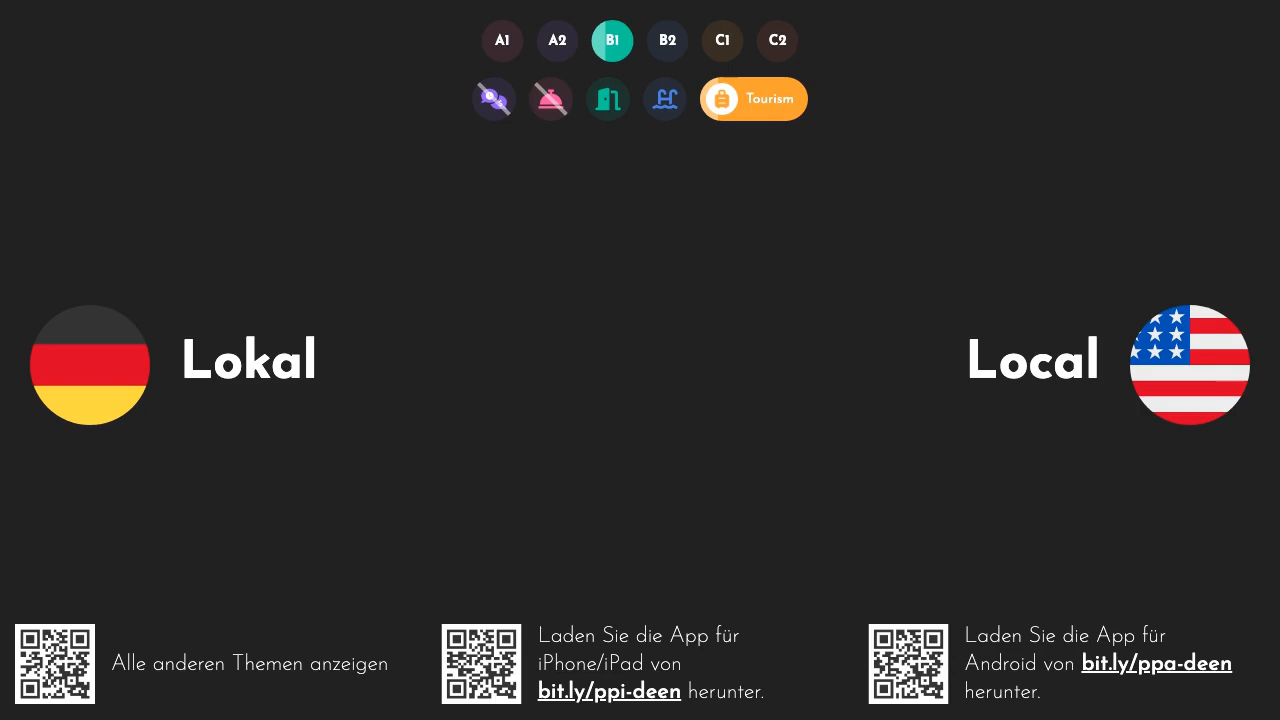 A1 A2 B1 B2 C1 C2
Tourism
Lokal
Local
Alle anderen Themen anzeigen
Laden Sie die App für
iPhone/iPad von
bit.ly/ppi-deen herunter.
Laden Sie die App für
Android von bit.ly/ppa-deen
herunter.